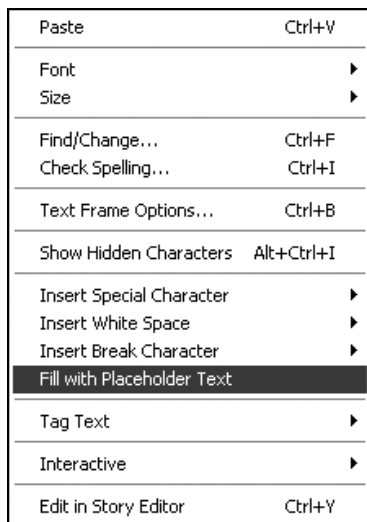 Paste Ctrl+V
Font
Size
Find/Change... Ctrl+F
Check Spelling... Ctrl+I
Text Frame Options... Ctrl+B
Show Hidden Characters Alt+Ctrl+I
Insert Special Character
Insert White Space
Insert Break Character
Fill with Placeholder Text
Tag Text
Interactive
Edit in Story Editor Ctrl+Y